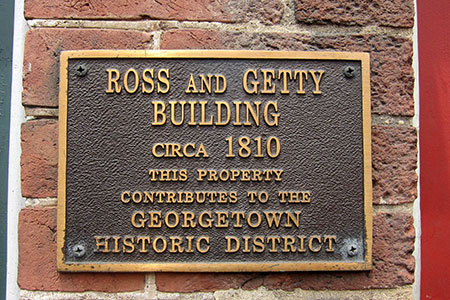 ROSS AND GETTY
BUILDING
CIRCA 1810
THIS PROPERTY
CONTRIBUTES TO THE
GEORGETOWN
HISTORIC DISTRICT